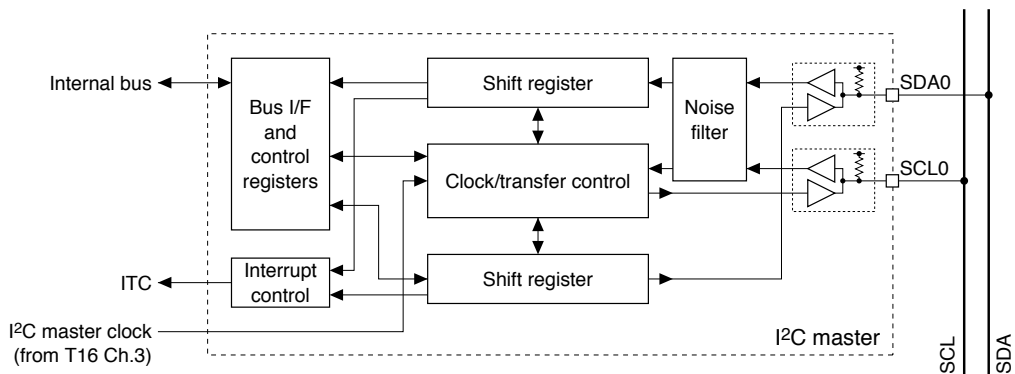 Internal bus
Bus I/F
and
control
registers
Shift register
Noise
filter
SDA0
Clock/transfer control
SCL0
ITC
Interrupt
control
Shift register
I²C master clock
(from T16 Ch.3)
I²C master
SCL
SDA